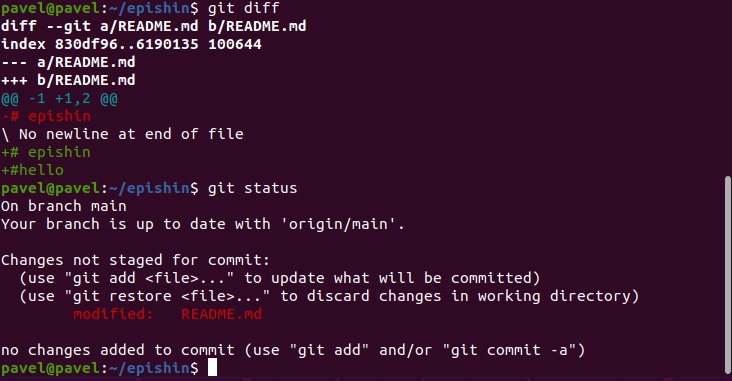 pavel@pavel:~/epishin$ git diff
diff --git a/README.md b/README.md
index 830df96..6190135 100644
--- a/README.md
+++ b/README.md
@@ -1 +1,2 @@
-# epishin
\ No newline at end of file
+# epishin
+#hello
pavel@pavel:~/epishin$ git status
On branch main
Your branch is up to date with 'origin/main'.

Changes not staged for commit:
  (use "git add <file>..." to update what will be committed)
  (use "git restore <file>..." to discard changes in working directory)
        modified:   README.md

no changes added to commit (use "git add" and/or "git commit -a")
pavel@pavel:~/epishin$